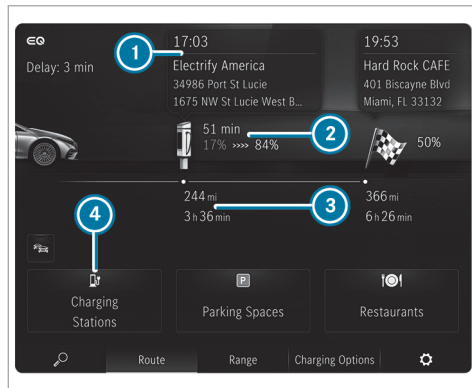 EQ
Delay: 3 min
17:03
Electrify America
34986 Port St Lucie
1675 NW St Lucie West B...
19:53
Hard Rock CAFE
401 Biscayne Blvd
Miami, FL 33132
1
51 min
17% »»» 84%
2
50%
244 mi
3 h 36 min
3
366 mi
6 h 26 min
4
Charging
Stations
P
Parking Spaces
Restaurants
Route
Range
Charging Options